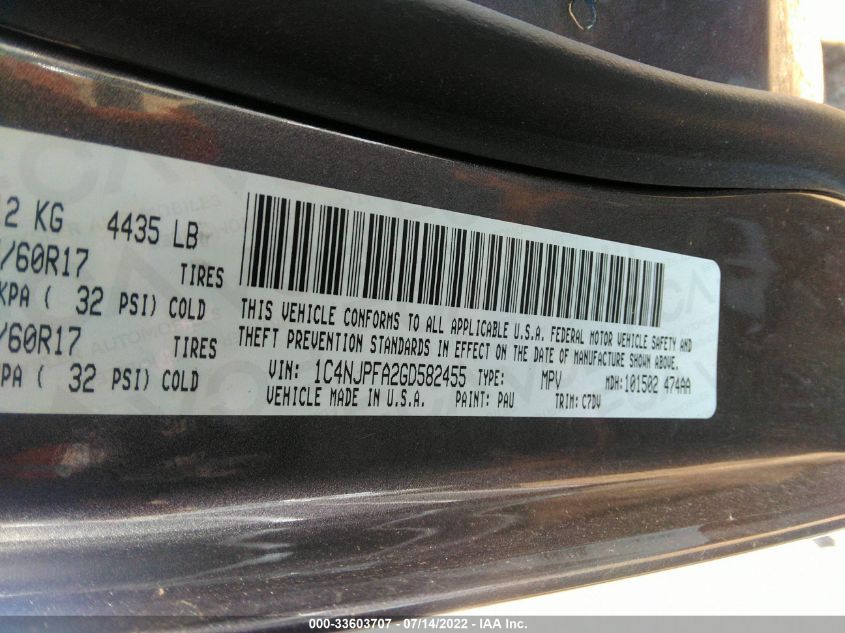 12 KG 4435 LB
/60R17 TIRES
KPA ( 32 PSI) COLD
/60R17 TIRES
PA ( 32 PSI) COLD
THIS VEHICLE CONFORMS TO ALL APPLICABLE U.S.A. FEDERAL MOTOR VEHICLE SAFETY AND
THEFT PREVENTION STANDARDS IN EFFECT ON THE DATE OF MANUFACTURE SHOWN ABOVE.
VIN: 1C4NJPFA2GD582455 TYPE: MPV MDH:101502 474AA
VEHICLE MADE IN U.S.A. PAINT: PAU TRIM: C7DV
000-33603707 - 07/14/2022 - IAA Inc.